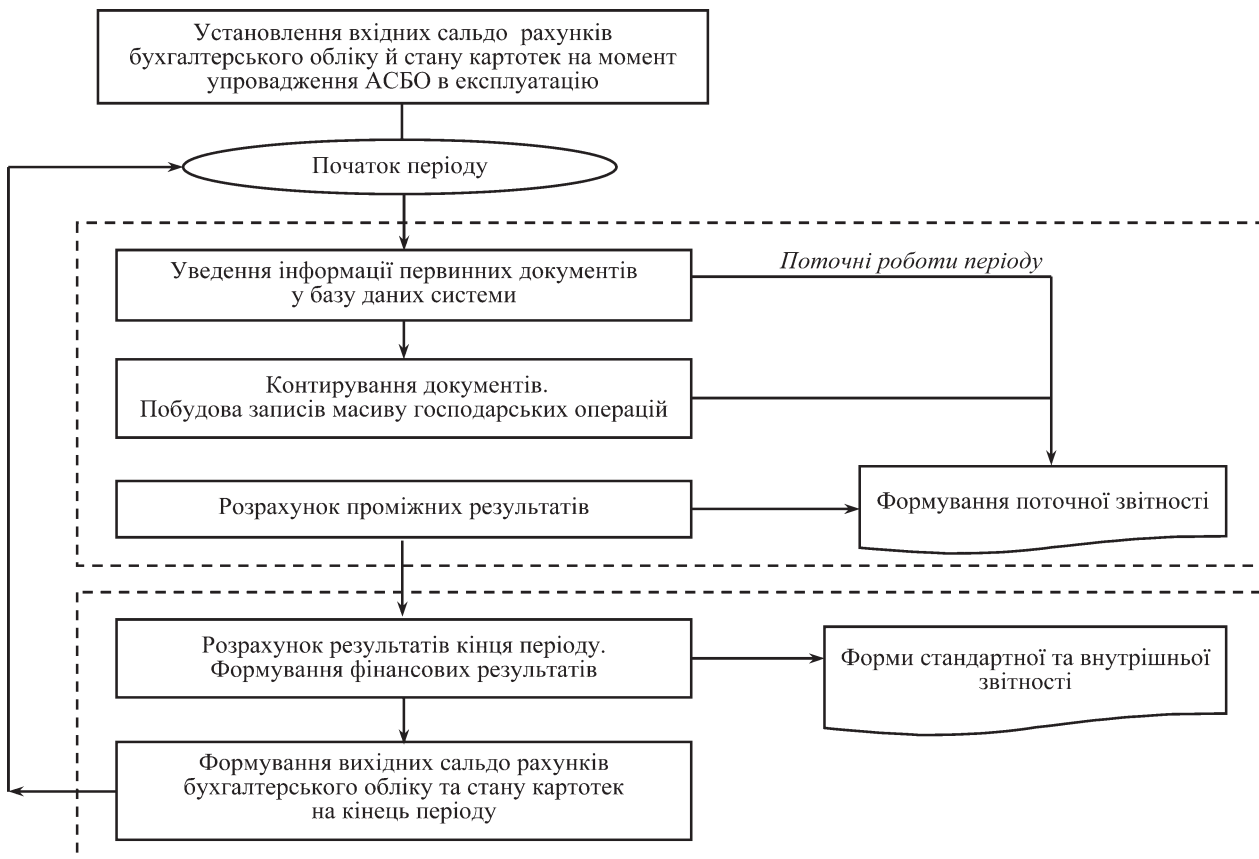 Установлення вхідних сальдо рахунків
бухгалтерського обліку й стану картотек на момент
упровадження АСБО в експлуатацію
Початок періоду
Уведення інформації первинних документів
у базу даних системи
Поточні роботи періоду
Контирування документів.
Побудова записів масиву господарських операцій
Розрахунок проміжних результатів
Формування поточної звітності
Розрахунок результатів кінця періоду.
Формування фінансових результатів
Форми стандартної та внутрішньої
звітності
Формування вихідних сальдо рахунків
бухгалтерського обліку та стану картотек
на кінець періоду